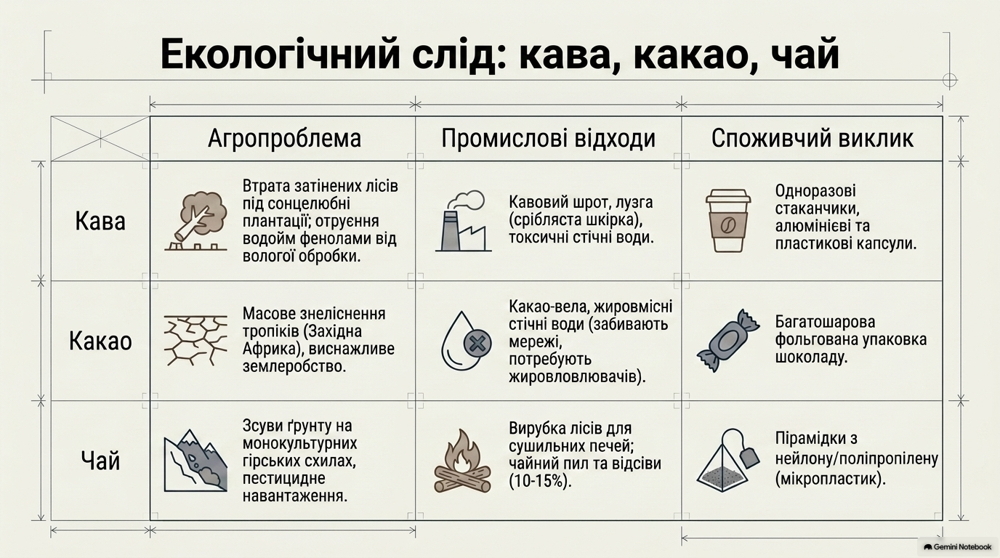 Екологічний слід: кава, какао, чай
Агропроблема
Промислові відходи
Споживчий виклик
Кава
Втрата затінених лісів
під сонцелюбні
плантації; отруєння
водойм фенолами від
вологої обробки.
Кавовий шрот, лузга
(срібляста шкірка),
токсичні стічні води.
Одноразові
стаканчики,
алюмінієві та
пластикові капсули.
Какао
Масове знеліснення
тропіків (Західна
Африка), виснажливе
землеробство.
Какао-вела, жировмісні
стічні води (забивають
мережі,
потребують
жировловлювачів).
Багатошарова
фольгована упаковка
шоколаду.
Чай
Зсуви ґрунту на
монокультурних
гірських схилах,
пестицидне
навантаження.
Вирубка лісів для
сушильних печей;
чайний пил та відсіви
(10-15%).
Пірамідки з
нейлону/поліпропілену
(мікропластик).
Gemini Notebook